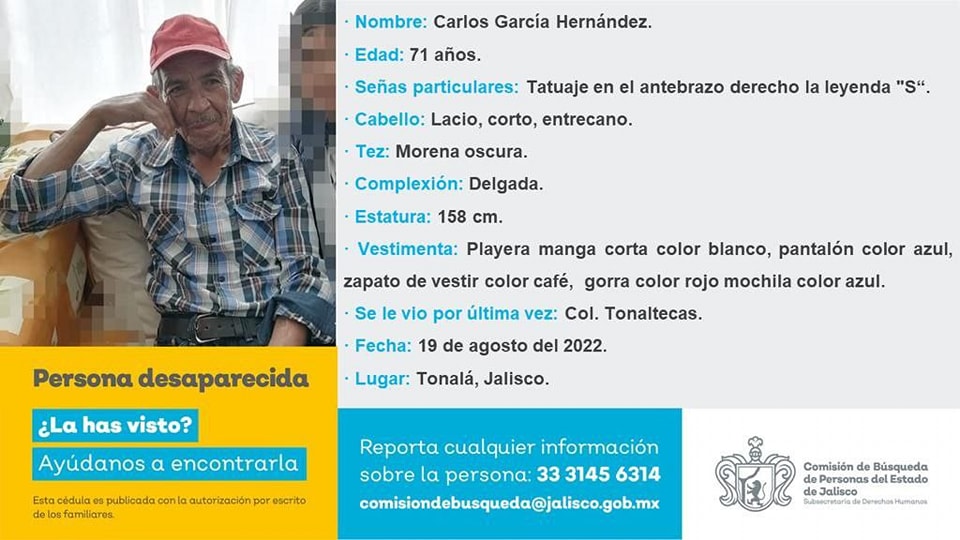 · Nombre: Carlos García Hernández.
· Edad: 71 años.
· Señas particulares: Tatuaje en el antebrazo derecho la leyenda "S“.
· Cabello: Lacio, corto, entrecano.
· Tez: Morena oscura.
· Complexión: Delgada.
· Estatura: 158 cm.
· Vestimenta: Playera manga corta color blanco, pantalón color azul,
zapato de vestir color café, gorra color rojo mochila color azul.
· Se le vio por última vez: Col. Tonaltecas.
· Fecha: 19 de agosto del 2022.
· Lugar: Tonalá, Jalisco.
Persona desaparecida
¿La has visto?
Ayúdanos a encontrarla
Esta cédula es publicada con la autorización por escrito
de los familiares.
Reporta cualquier información
sobre la persona: 33 3145 6314
comisiondebusqueda@jalisco.gob.mx
Comisión de Búsqueda
de Personas del Estado
de Jalisco
Subsecretaría de Derechos Humanos